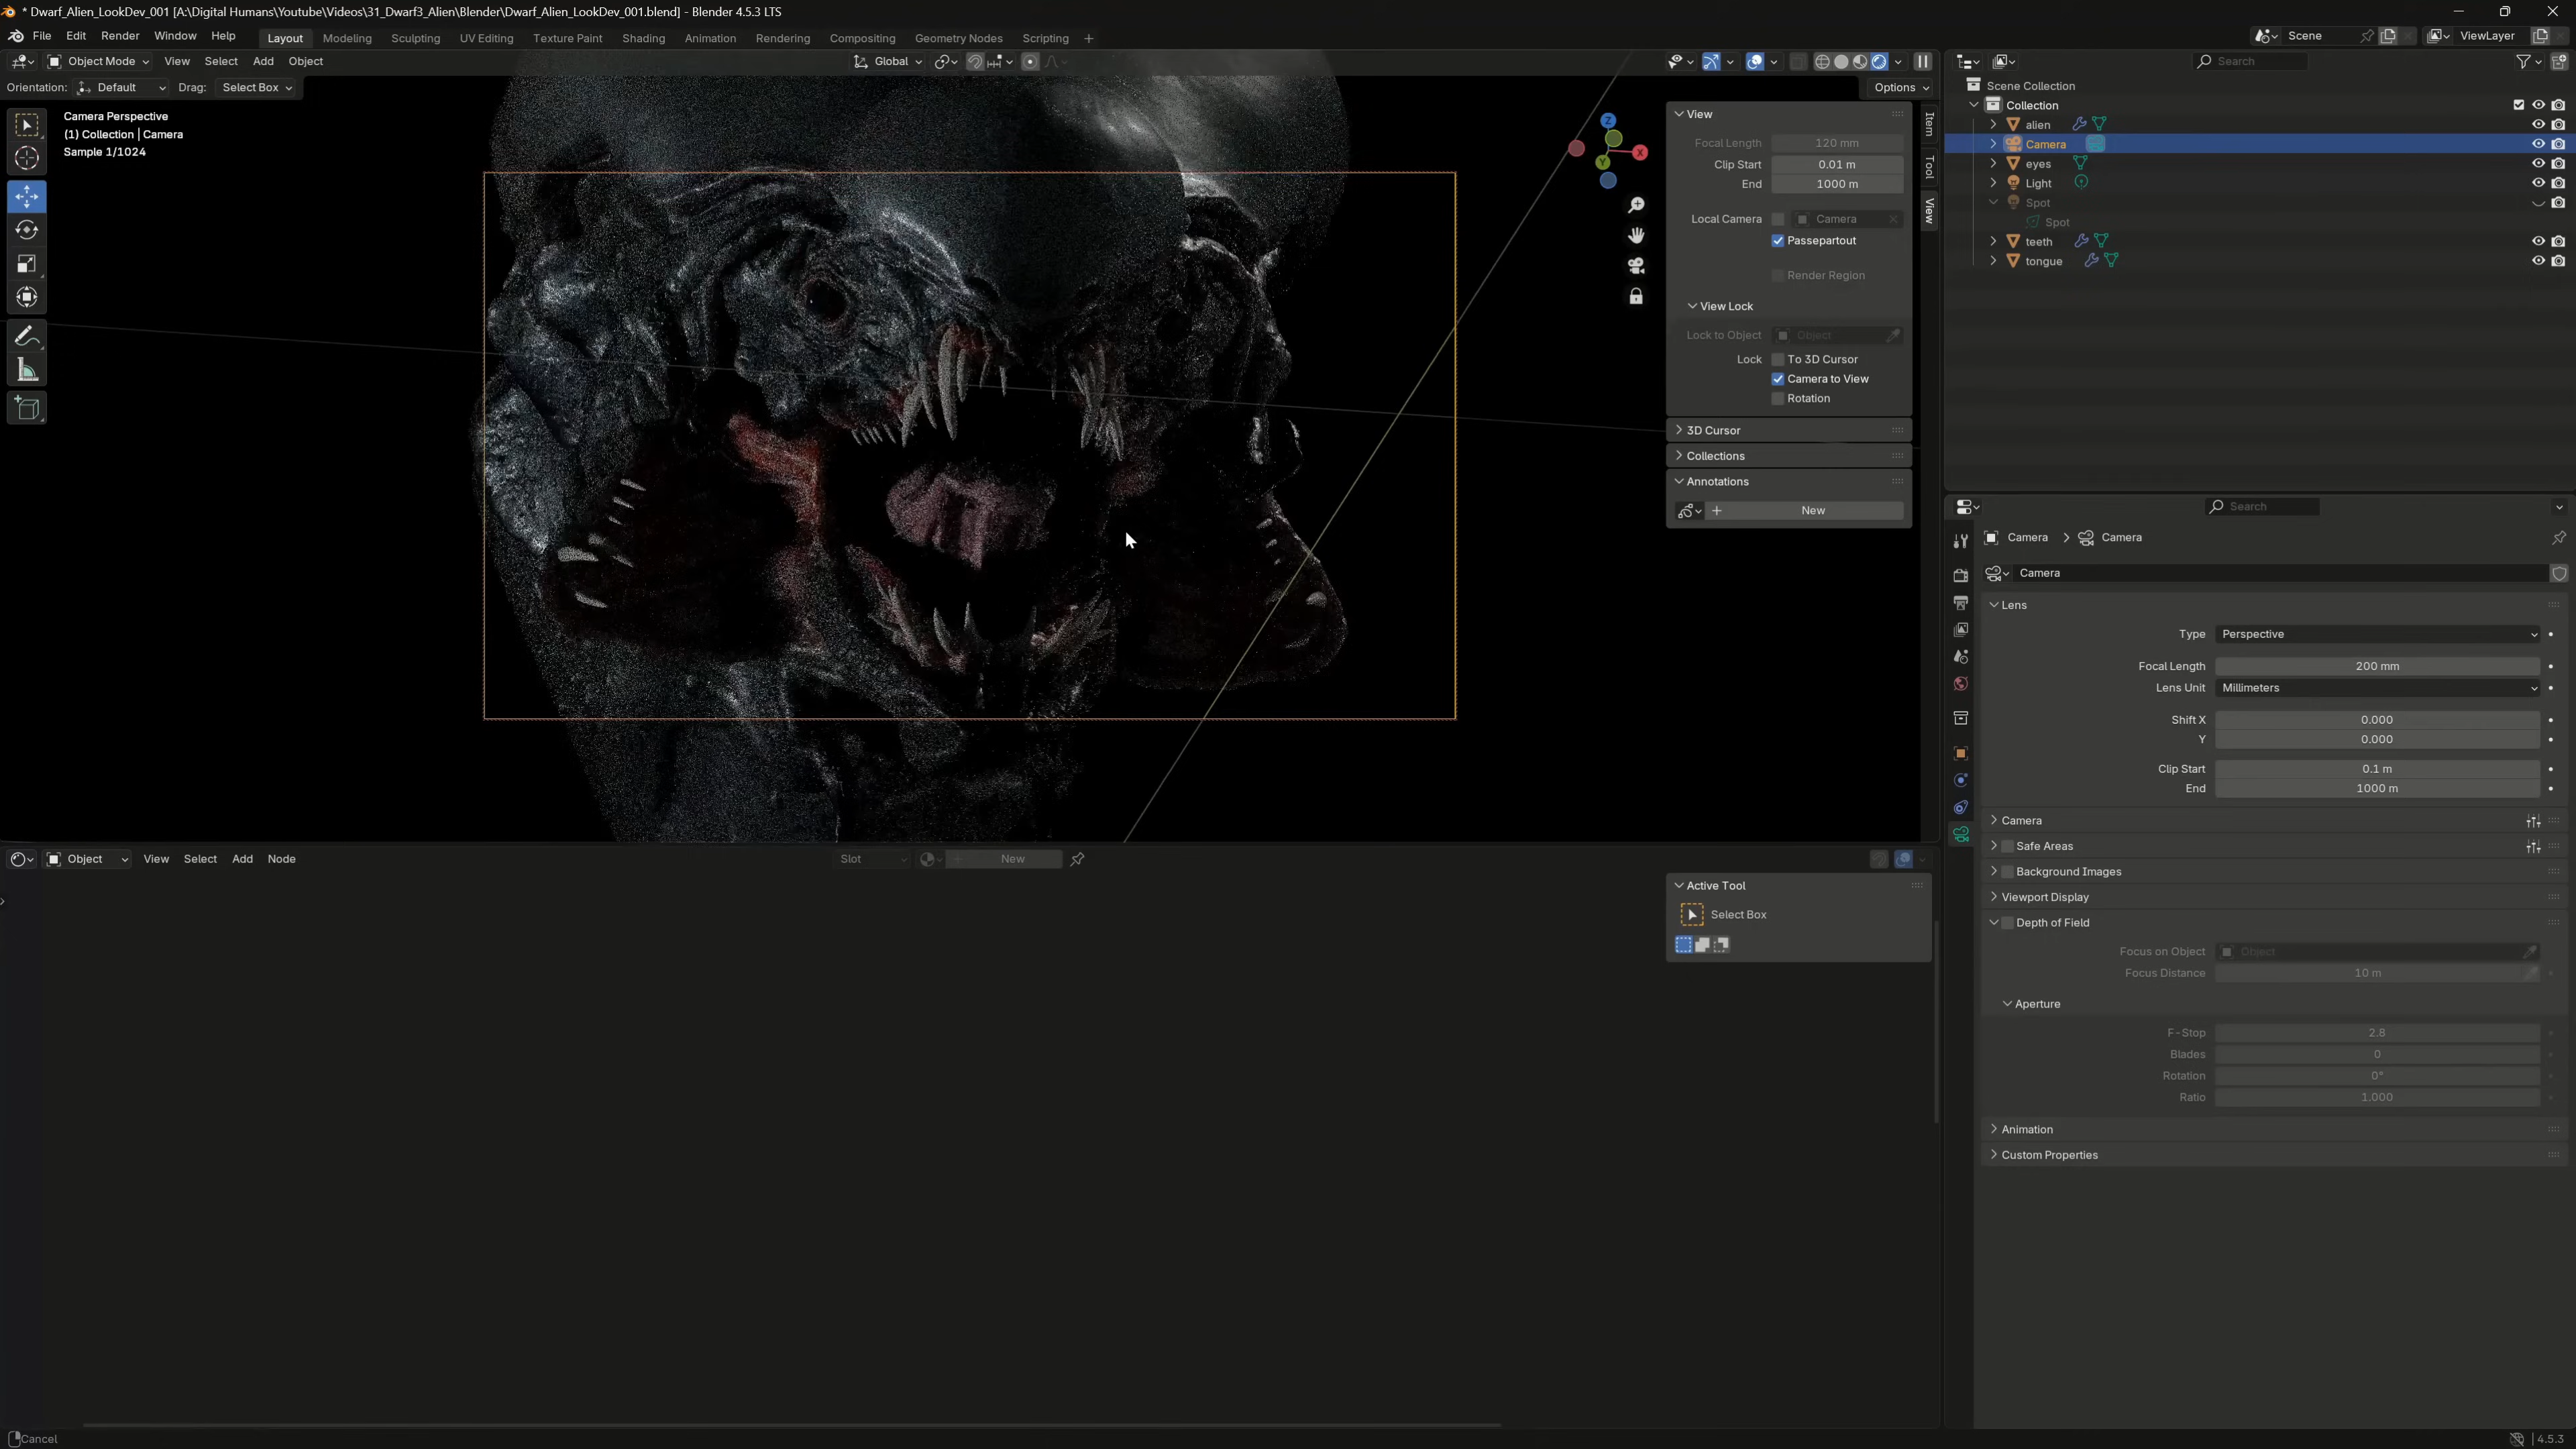 * Dwarf_Alien_LookDev_001 [A:\Digital Humans\Youtube\Videos\31_Dwarf3_Alien\Blender\Dwarf_Alien_LookDev_001.blend] - Blender 4.5.3 LTS
File Edit Render Window Help Layout Modeling Sculpting UV Editing Texture Paint Shading Animation Rendering Compositing Geometry Nodes Scripting + Scene ViewLayer
Object Mode View Select Add Object Global Search
Orientation: Default Drag: Select Box Options
Camera Perspective
(1) Collection | Camera
Sample 1/1024
Z
X
Y
View
Focal Length 120 mm
Clip Start 0.01 m
End 1000 m
Local Camera Camera
Passepartout
Render Region
View Lock
Lock to Object Object
Lock To 3D Cursor
Camera to View
Rotation
3D Cursor
Collections
Annotations
New
Item
Tool
View
Scene Collection
Collection
alien
Camera
eyes
Light
Spot
Spot
teeth
tongue
Search
Camera Camera
Camera
Lens
Type Perspective
Focal Length 200 mm
Lens Unit Millimeters
Shift X 0.000
Y 0.000
Clip Start 0.1 m
End 1000 m
Camera
Safe Areas
Background Images
Viewport Display
Depth of Field
Focus on Object Object
Focus Distance 10 m
Aperture
F-Stop 2.8
Blades 0
Rotation 0°
Ratio 1.000
Animation
Custom Properties
Object View Select Add Node Slot New
Active Tool
Select Box
Cancel
4.5.3